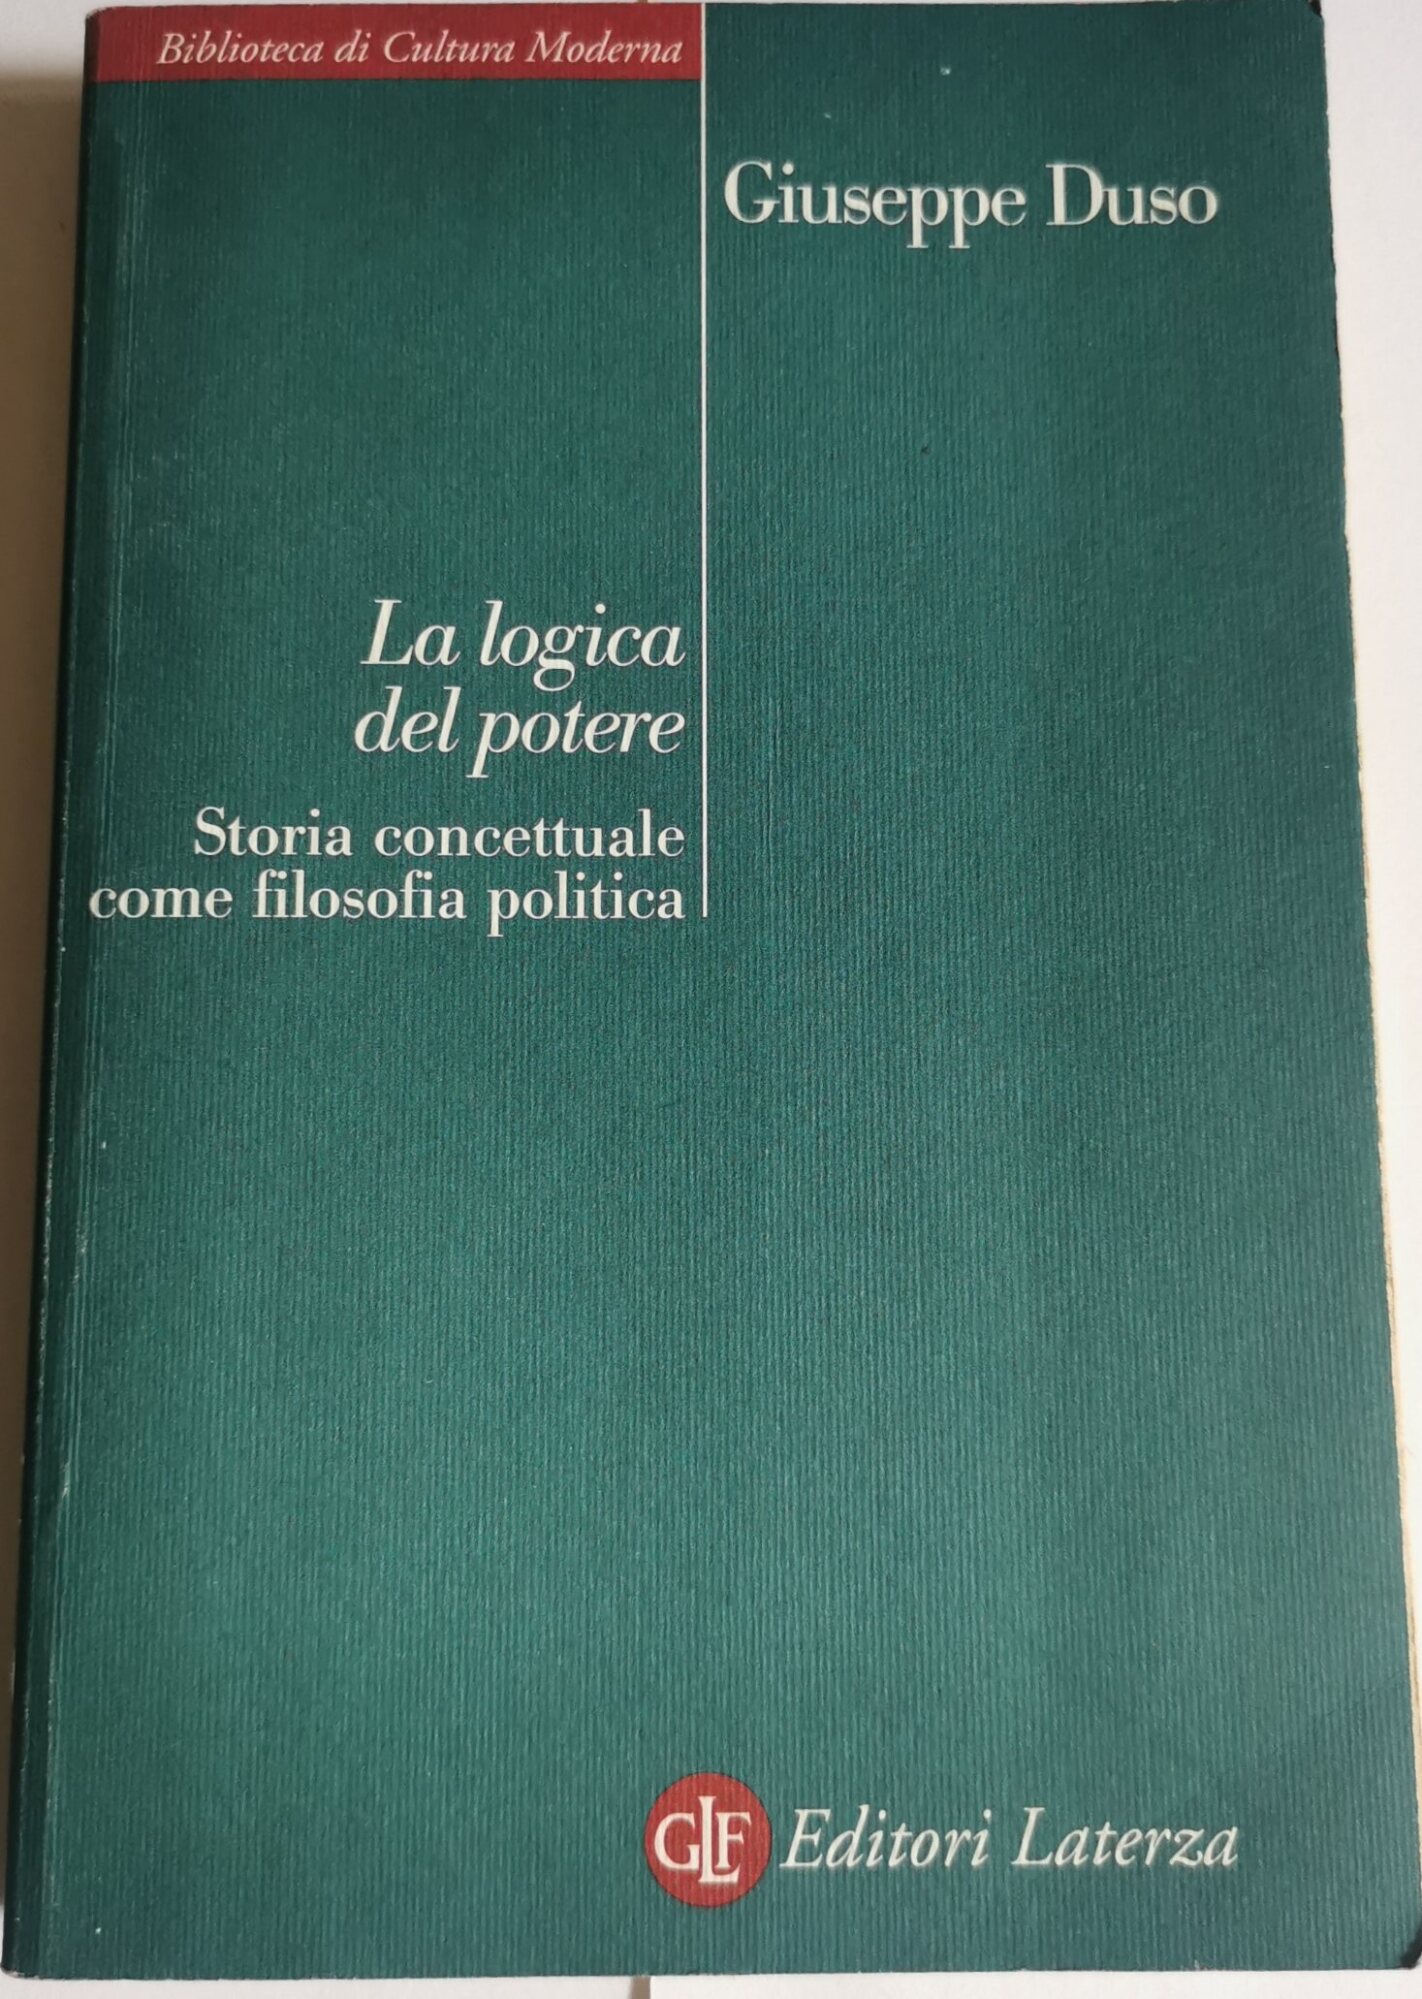 Biblioteca di Cultura Moderna
Giuseppe Duso
La logica
del potere
Storia concettuale
come filosofia politica
GLF Editori Laterza